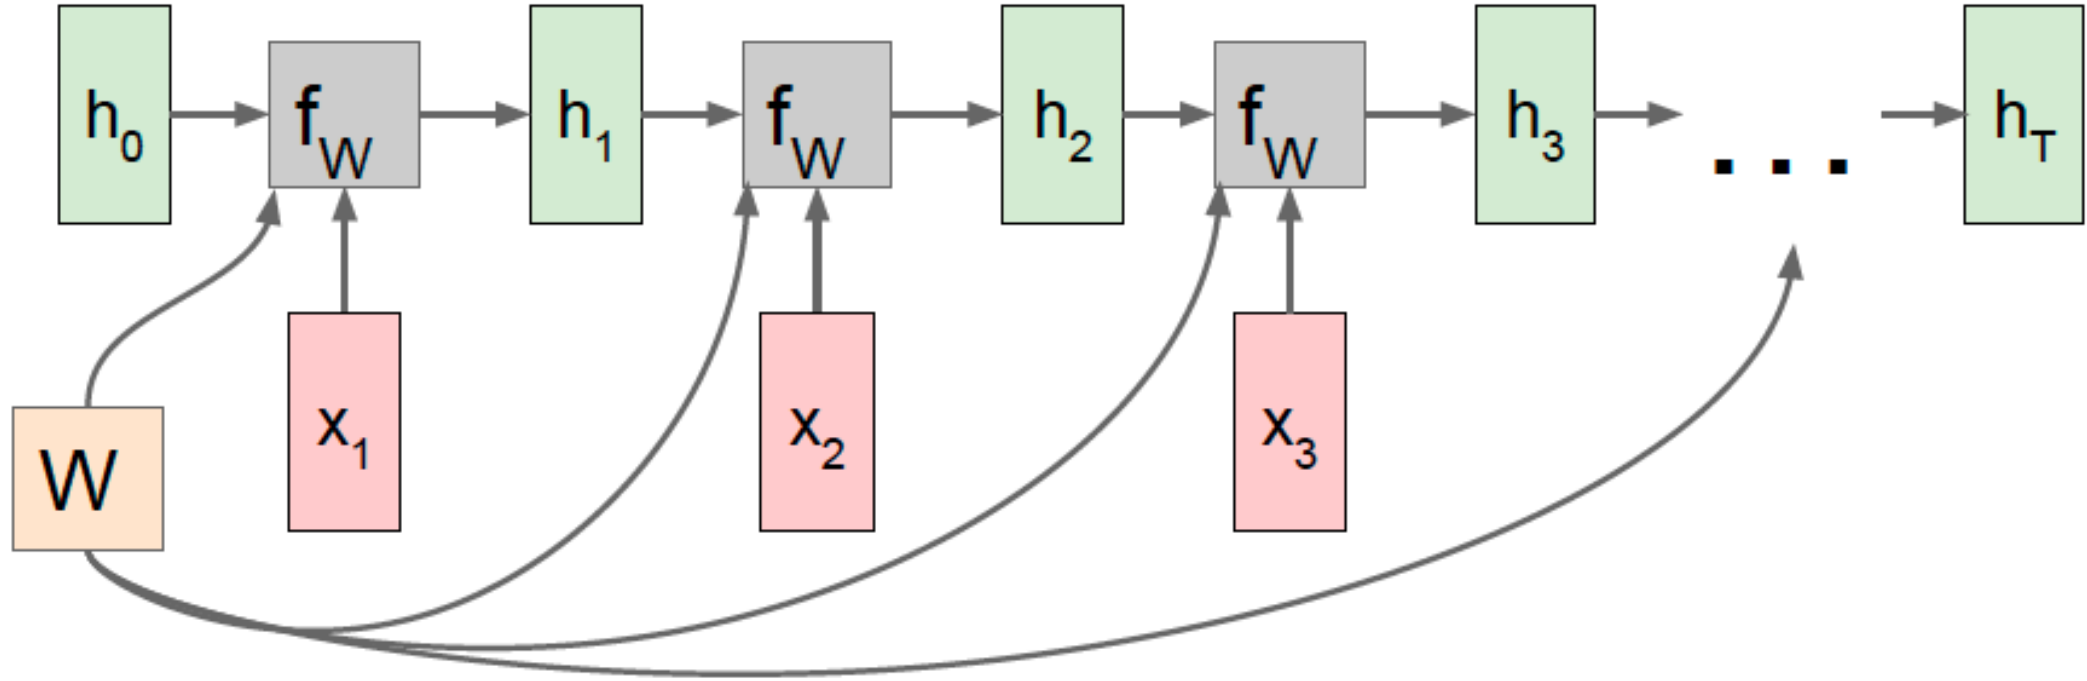 h0 fW h1 fW h2 fW h3 . . . hT
W x1 x2 x3